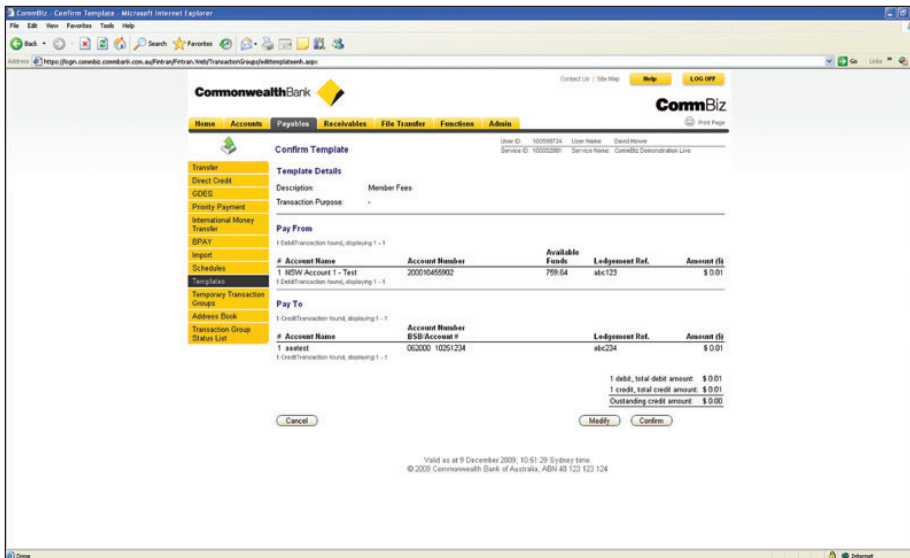 CommBiz - Confirm Template - Microsoft Internet Explorer
File Edit View Favorites Tools Help
Back Search Favorites
Address https://logn.commbiz.commbank.com.au/Fintran/Fintran.Web/TransactionGroups/edittemplateenh.aspx Go Links
Contact Us | Site Map Help LOG OFF
CommonwealthBank
CommBiz
Home Accounts Payables Receivables File Transfer Functions Admin Print Page
User ID: 100598724 User Name: David Howe
Service ID: 100002001 Service Name: CommBiz Demonstration Live
Confirm Template
Transfer
Direct Credit
GDES
Priority Payment
International Money
Transfer
BPAY
Import
Schedules
Templates
Temporary Transaction
Groups
Address Book
Transaction Group
Status List
Template Details
Description: Member Fees
Transaction Purpose: -
Pay From
1 DebitTransaction found, displaying 1 - 1
# Account Name Account Number Available Funds Lodgement Ref. Amount ($)
1 NSW Account 1 - Test 200010455902 759.64 abc123 $ 0.01
1 DebitTransaction found, displaying 1 - 1
Pay To
1 CreditTransaction found, displaying 1 - 1
# Account Name Account Number BSB/Account # Lodgement Ref. Amount ($)
1 aaatest 062000 10251234 abc234 $ 0.01
1 CreditTransaction found, displaying 1 - 1
1 debit, total debit amount: $ 0.01
1 credit, total credit amount: $ 0.01
Oustanding credit amount: $ 0.00
Cancel Modify Confirm
Valid as at 9 December 2009, 10:51:29 Sydney time.
© 2009 Commonwealth Bank of Australia, ABN 48 123 123 124
Done Internet